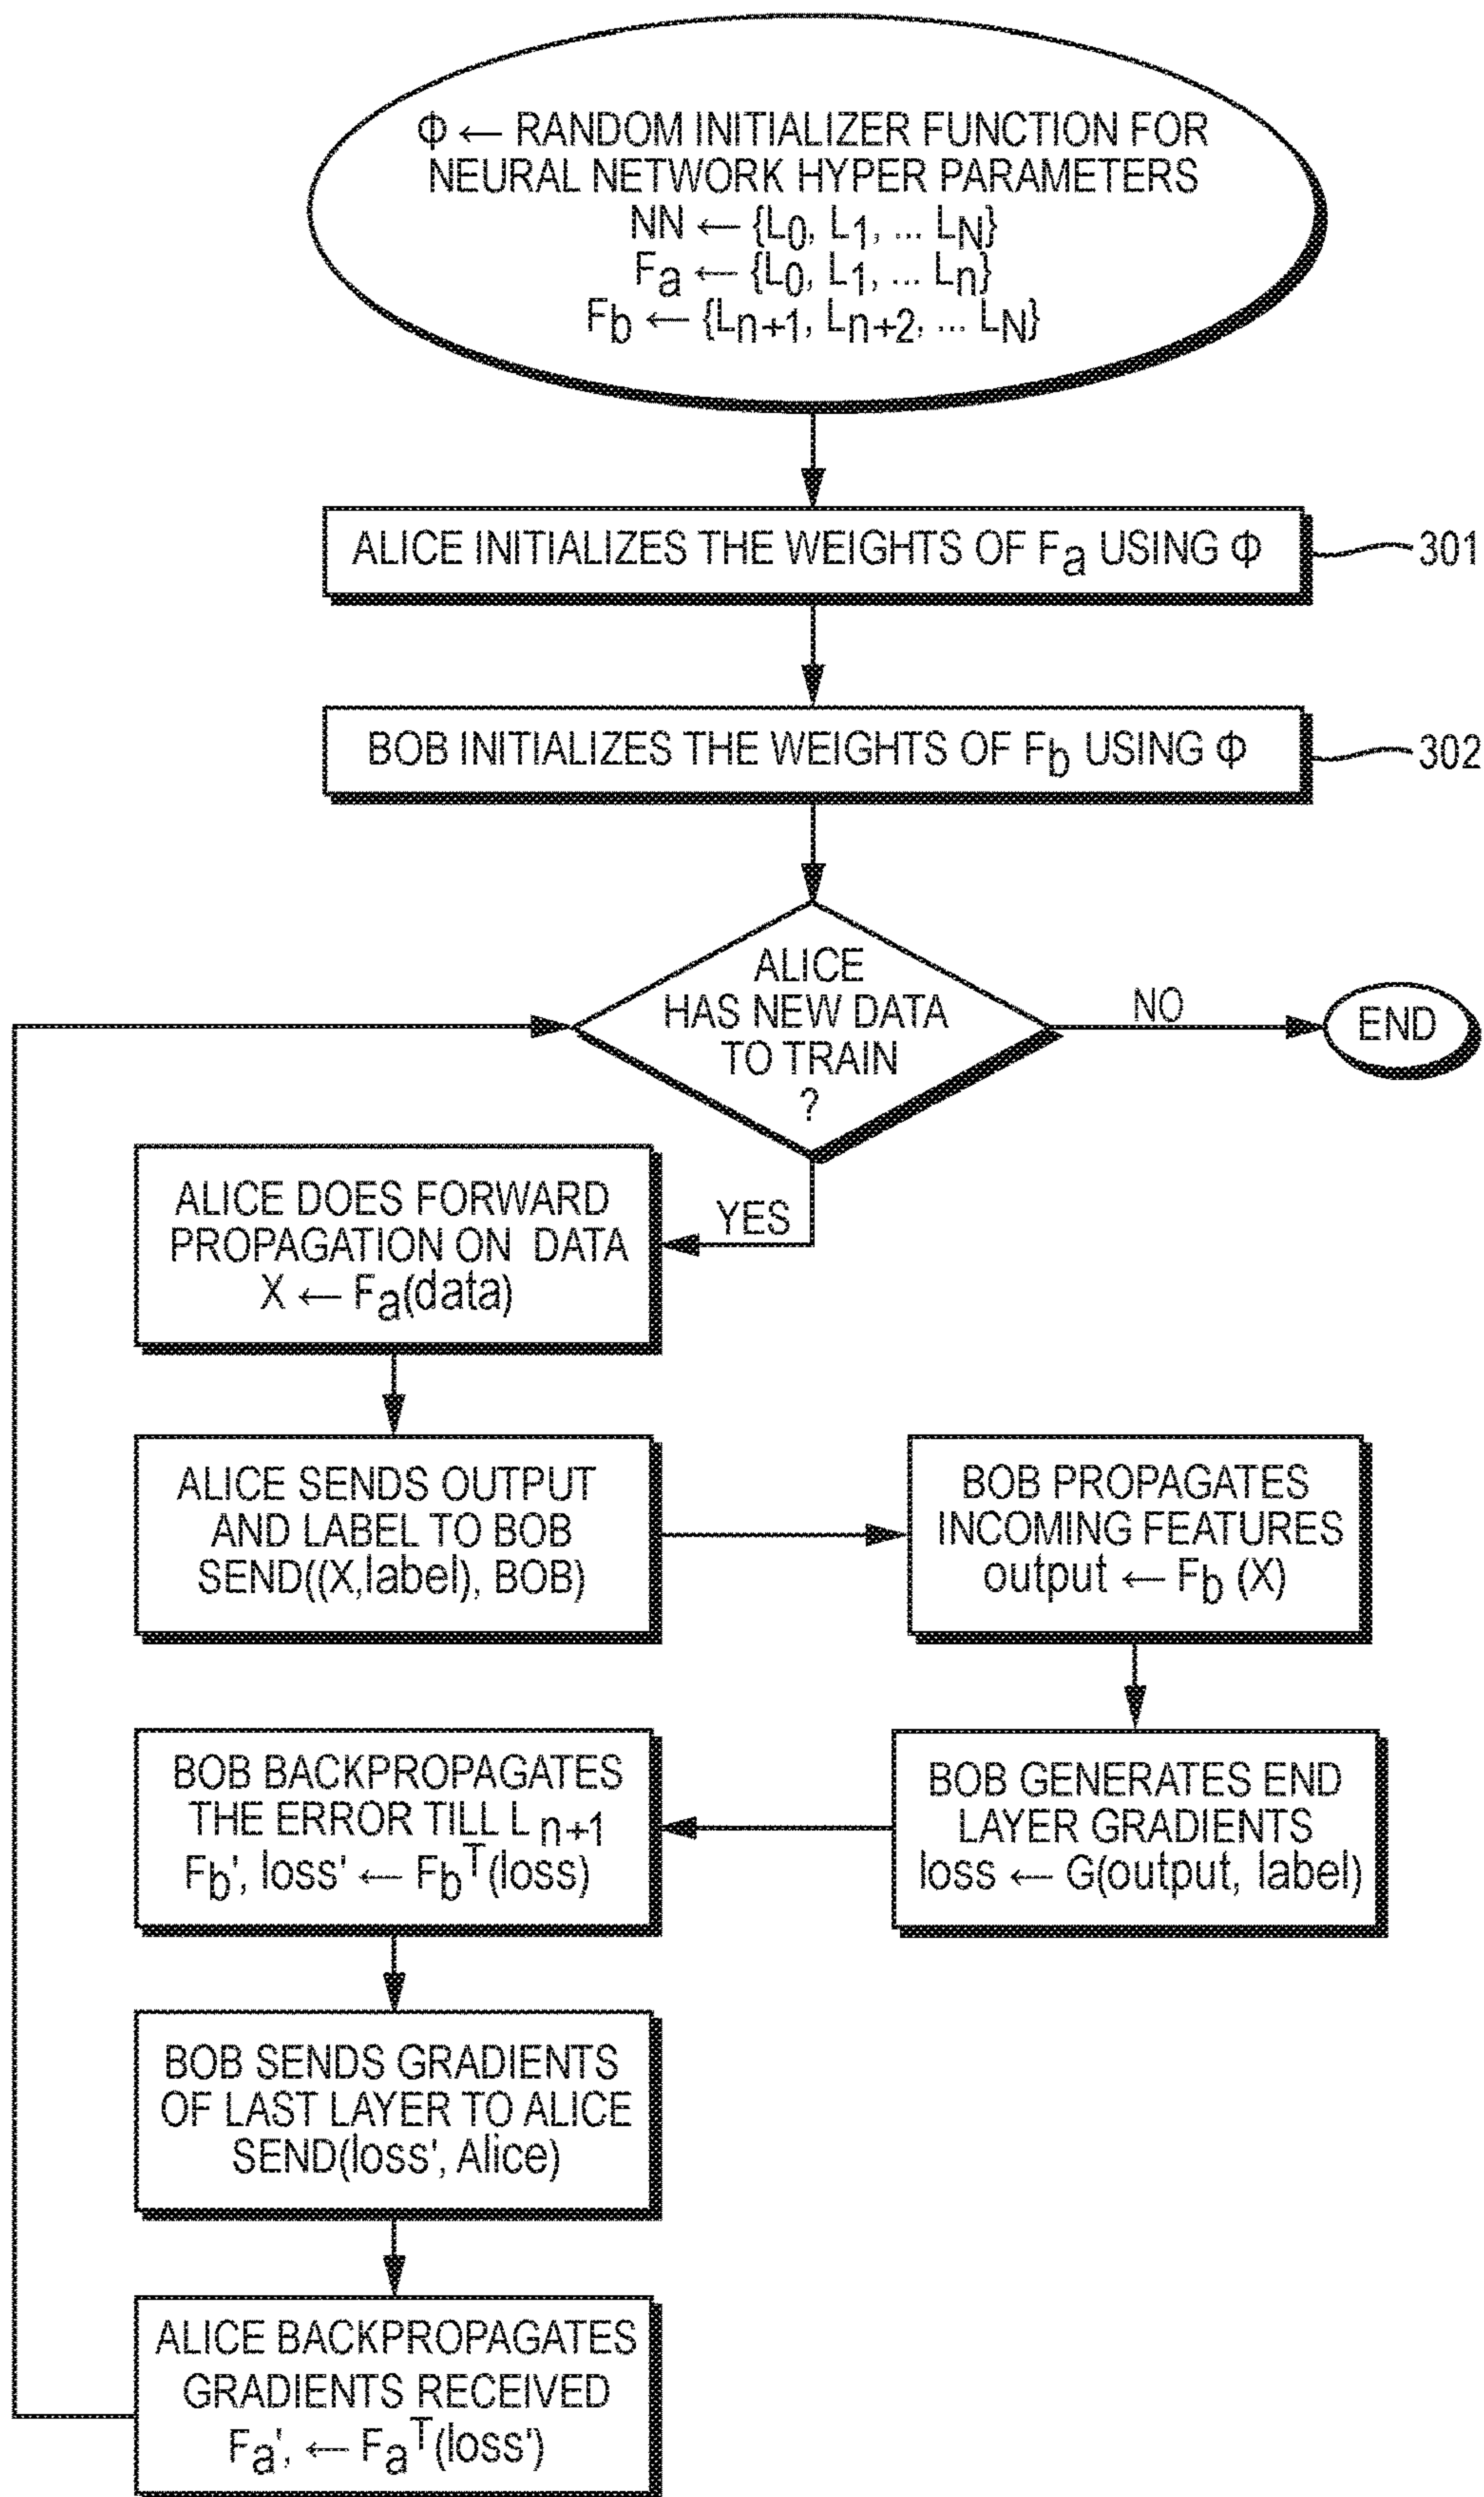 Φ ← RANDOM INITIALIZER FUNCTION FOR
NEURAL NETWORK HYPER PARAMETERS
NN ← {L0, L1, ... LN}
Fa ← {L0, L1, ... Ln}
Fb ← {Ln+1, Ln+2, ... LN}
ALICE INITIALIZES THE WEIGHTS OF Fa USING Φ
301
BOB INITIALIZES THE WEIGHTS OF Fb USING Φ
302
ALICE
HAS NEW DATA
TO TRAIN
?
NO
END
YES
ALICE DOES FORWARD
PROPAGATION ON DATA
X ← Fa(data)
ALICE SENDS OUTPUT
AND LABEL TO BOB
SEND((X,label), BOB)
BOB PROPAGATES
INCOMING FEATURES
output ← Fb (X)
BOB GENERATES END
LAYER GRADIENTS
loss ← G(output, label)
BOB BACKPROPAGATES
THE ERROR TILL L n+1
Fb', loss' ← FbT(loss)
BOB SENDS GRADIENTS
OF LAST LAYER TO ALICE
SEND(loss', Alice)
ALICE BACKPROPAGATES
GRADIENTS RECEIVED
Fa', ← FaT(loss')